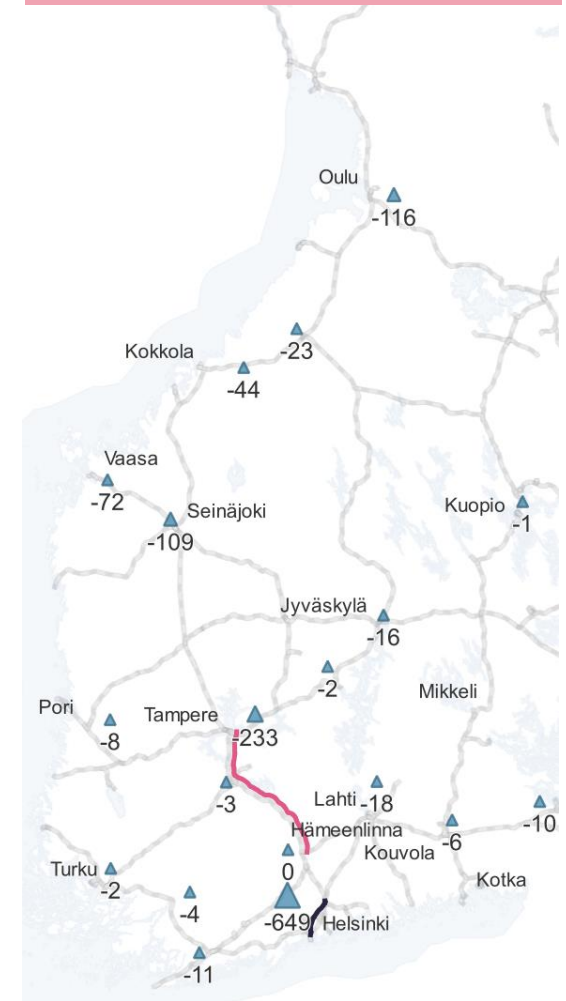 Oulu
-116
-23
Kokkola
-44
Vaasa
-72
Seinäjoki
-109
Kuopio
-1
Jyväskylä
-16
-2
Mikkeli
Pori
Tampere
-233
-8
-3
Lahti -18
-10
Hämeenlinna
-6
Kouvola
0
Turku
-2
Kotka
-4
-649
Helsinki
-11